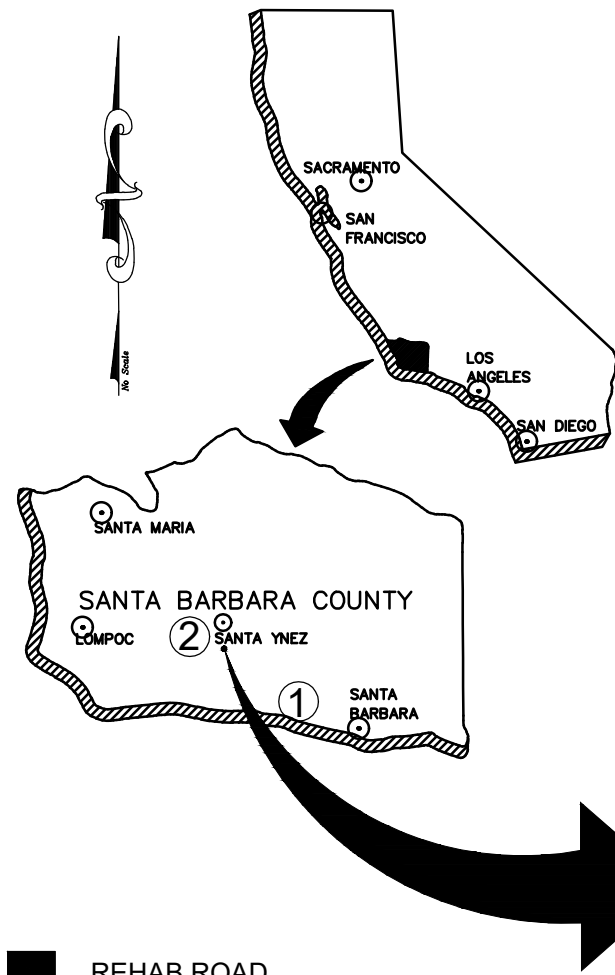 SACRAMENTO
SAN
FRANCISCO
No Scale
LOS
ANGELES
SAN DIEGO
SANTA MARIA
SANTA BARBARA COUNTY
LOMPOC
2
SANTA YNEZ
1
SANTA
BARBARA
REHAB ROAD